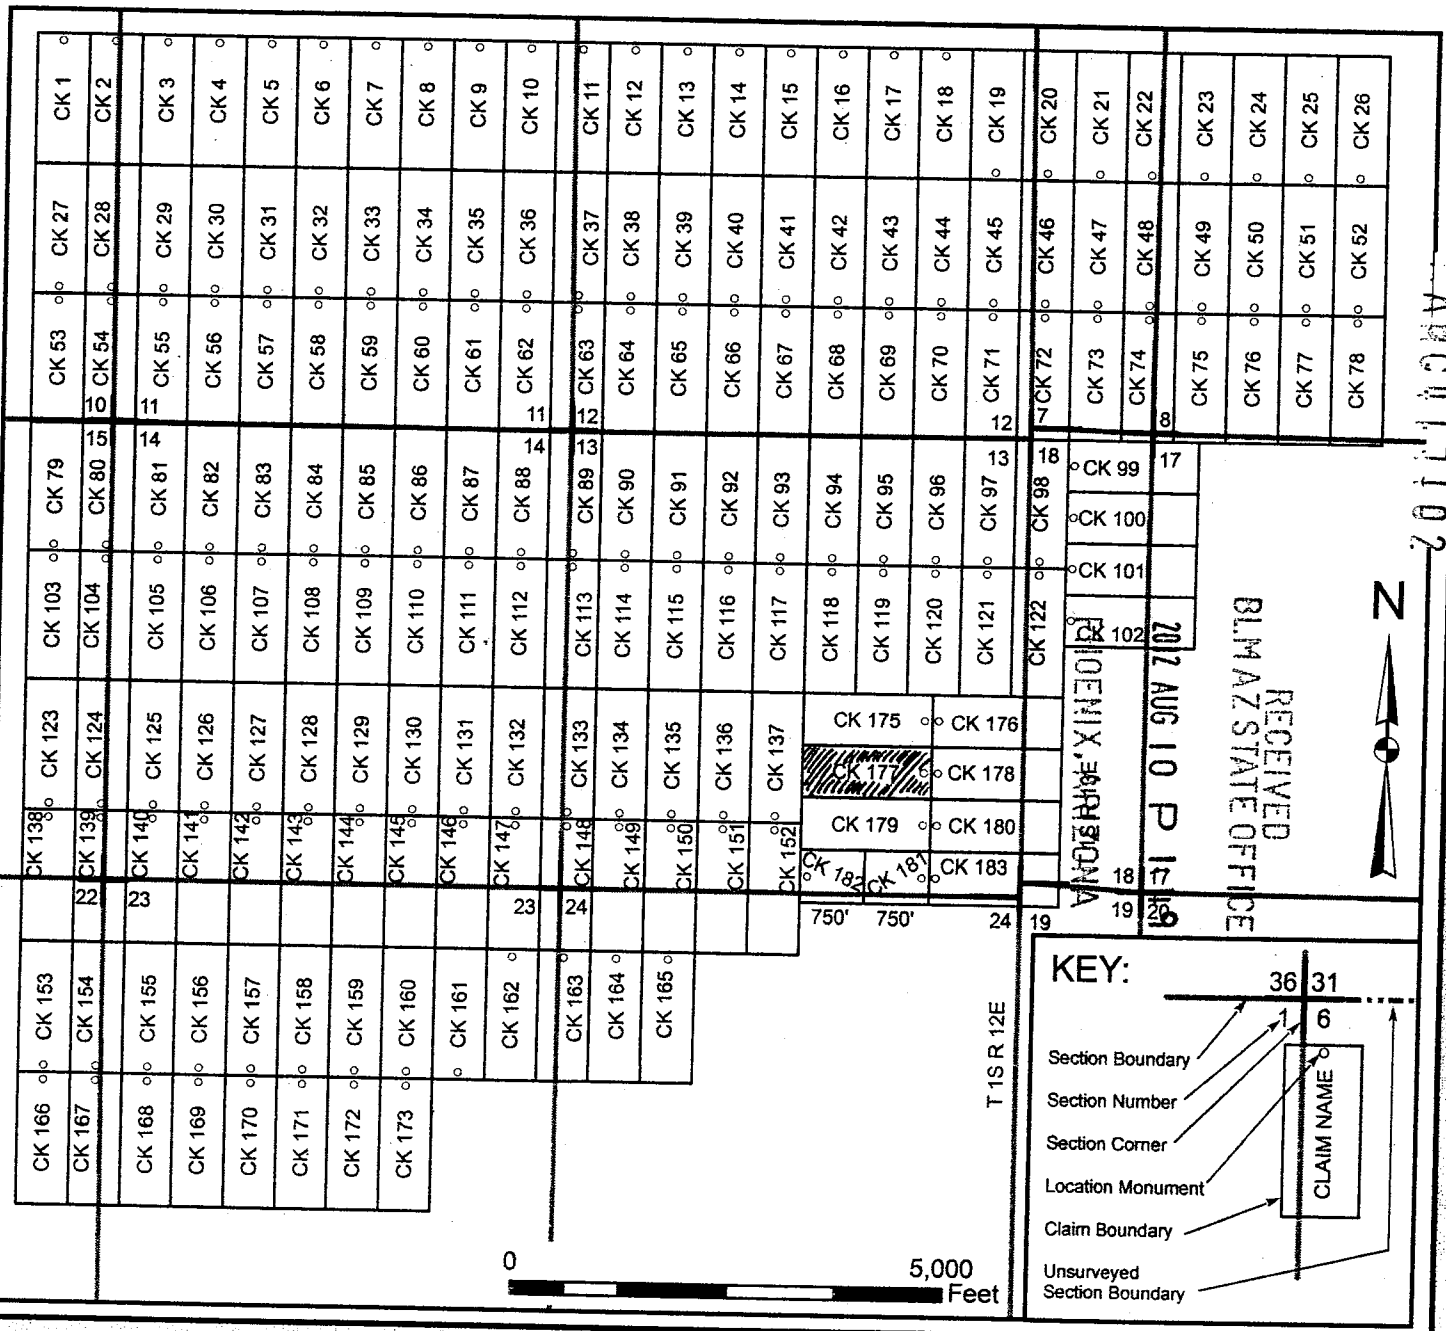 CK 1 CK 2 CK 3 CK 4 CK 5 CK 6 CK 7 CK 8 CK 9 CK 10 CK 11 CK 12 CK 13 CK 14 CK 15 CK 16 CK 17 CK 18 CK 19 CK 20 CK 21 CK 22 CK 23 CK 24 CK 25 CK 26
CK 27 CK 28 CK 29 CK 30 CK 31 CK 32 CK 33 CK 34 CK 35 CK 36 CK 37 CK 38 CK 39 CK 40 CK 41 CK 42 CK 43 CK 44 CK 45 CK 46 CK 47 CK 48 CK 49 CK 50 CK 51 CK 52
CK 53 CK 54 CK 55 CK 56 CK 57 CK 58 CK 59 CK 60 CK 61 CK 62 CK 63 CK 64 CK 65 CK 66 CK 67 CK 68 CK 69 CK 70 CK 71 CK 72 CK 73 CK 74 CK 75 CK 76 CK 77 CK 78
10 11 11 12 12 7 8
15 14 14 13 13 18 17
CK 79 CK 80 CK 81 CK 82 CK 83 CK 84 CK 85 CK 86 CK 87 CK 88 CK 89 CK 90 CK 91 CK 92 CK 93 CK 94 CK 95 CK 96 CK 97 CK 98
CK 99
CK 100
CK 101
CK 102
CK 103 CK 104 CK 105 CK 106 CK 107 CK 108 CK 109 CK 110 CK 111 CK 112 CK 113 CK 114 CK 115 CK 116 CK 117 CK 118 CK 119 CK 120 CK 121 CK 122
CK 123 CK 124 CK 125 CK 126 CK 127 CK 128 CK 129 CK 130 CK 131 CK 132 CK 133 CK 134 CK 135 CK 136 CK 137
CK 175 CK 176
CK 177 CK 178
CK 179 CK 180
CK 182 CK 181 CK 183
CK 138 CK 139 CK 140 CK 141 CK 142 CK 143 CK 144 CK 145 CK 146 CK 147 CK 148 CK 149 CK 150 CK 151 CK 152
18 17
22 23 23 24 24 19 19 20
750' 750'
CK 153 CK 154 CK 155 CK 156 CK 157 CK 158 CK 159 CK 160 CK 161 CK 162 CK 163 CK 164 CK 165
CK 166 CK 167 CK 168 CK 169 CK 170 CK 171 CK 172 CK 173
T 1S R 12E
RECEIVED
BLM AZ STATE OFFICE
2012 AUG 10 P 1:19
PHOENIX, ARIZONA
N
KEY:
36 31
1 6
Section Boundary
Section Number
Section Corner
Location Monument
Claim Boundary
Unsurveyed
Section Boundary
CLAIM NAME
0 5,000
Feet